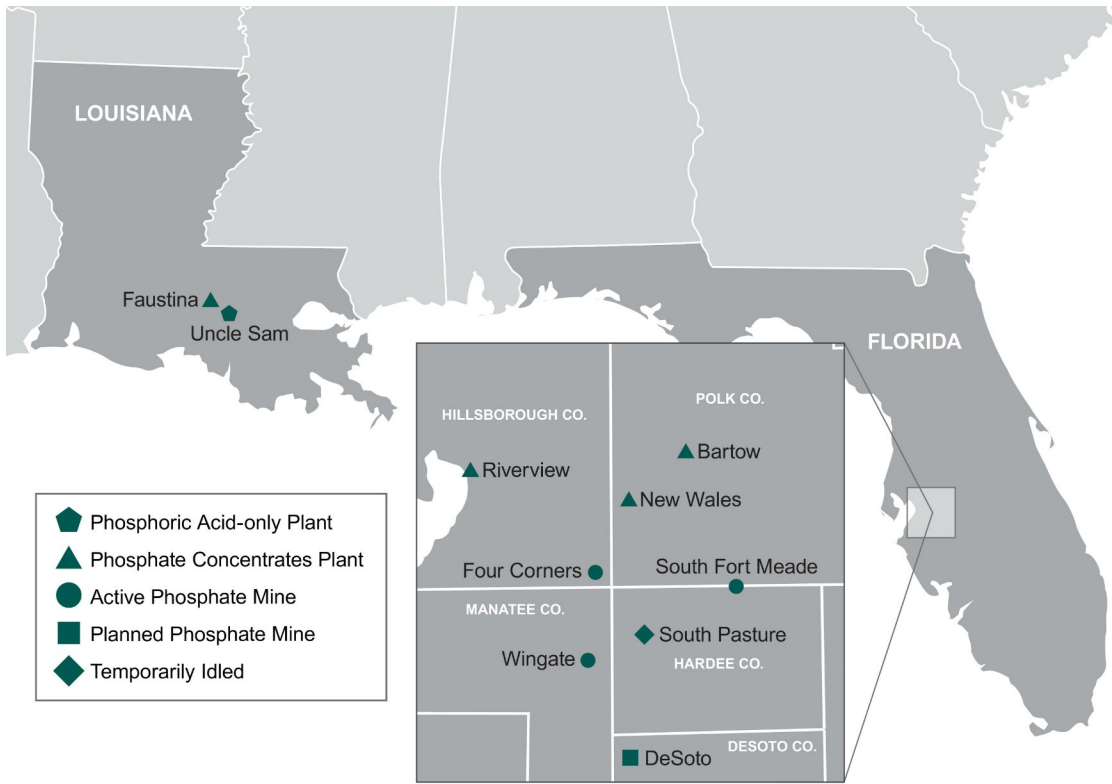 LOUISIANA
Faustina
Uncle Sam
FLORIDA
HILLSBOROUGH CO.
POLK CO.
Riverview
Bartow
New Wales
Four Corners
South Fort Meade
MANATEE CO.
South Pasture
Wingate
HARDEE CO.
DESOTO CO.
DeSoto
Phosphoric Acid-only Plant
Phosphate Concentrates Plant
Active Phosphate Mine
Planned Phosphate Mine
Temporarily Idled